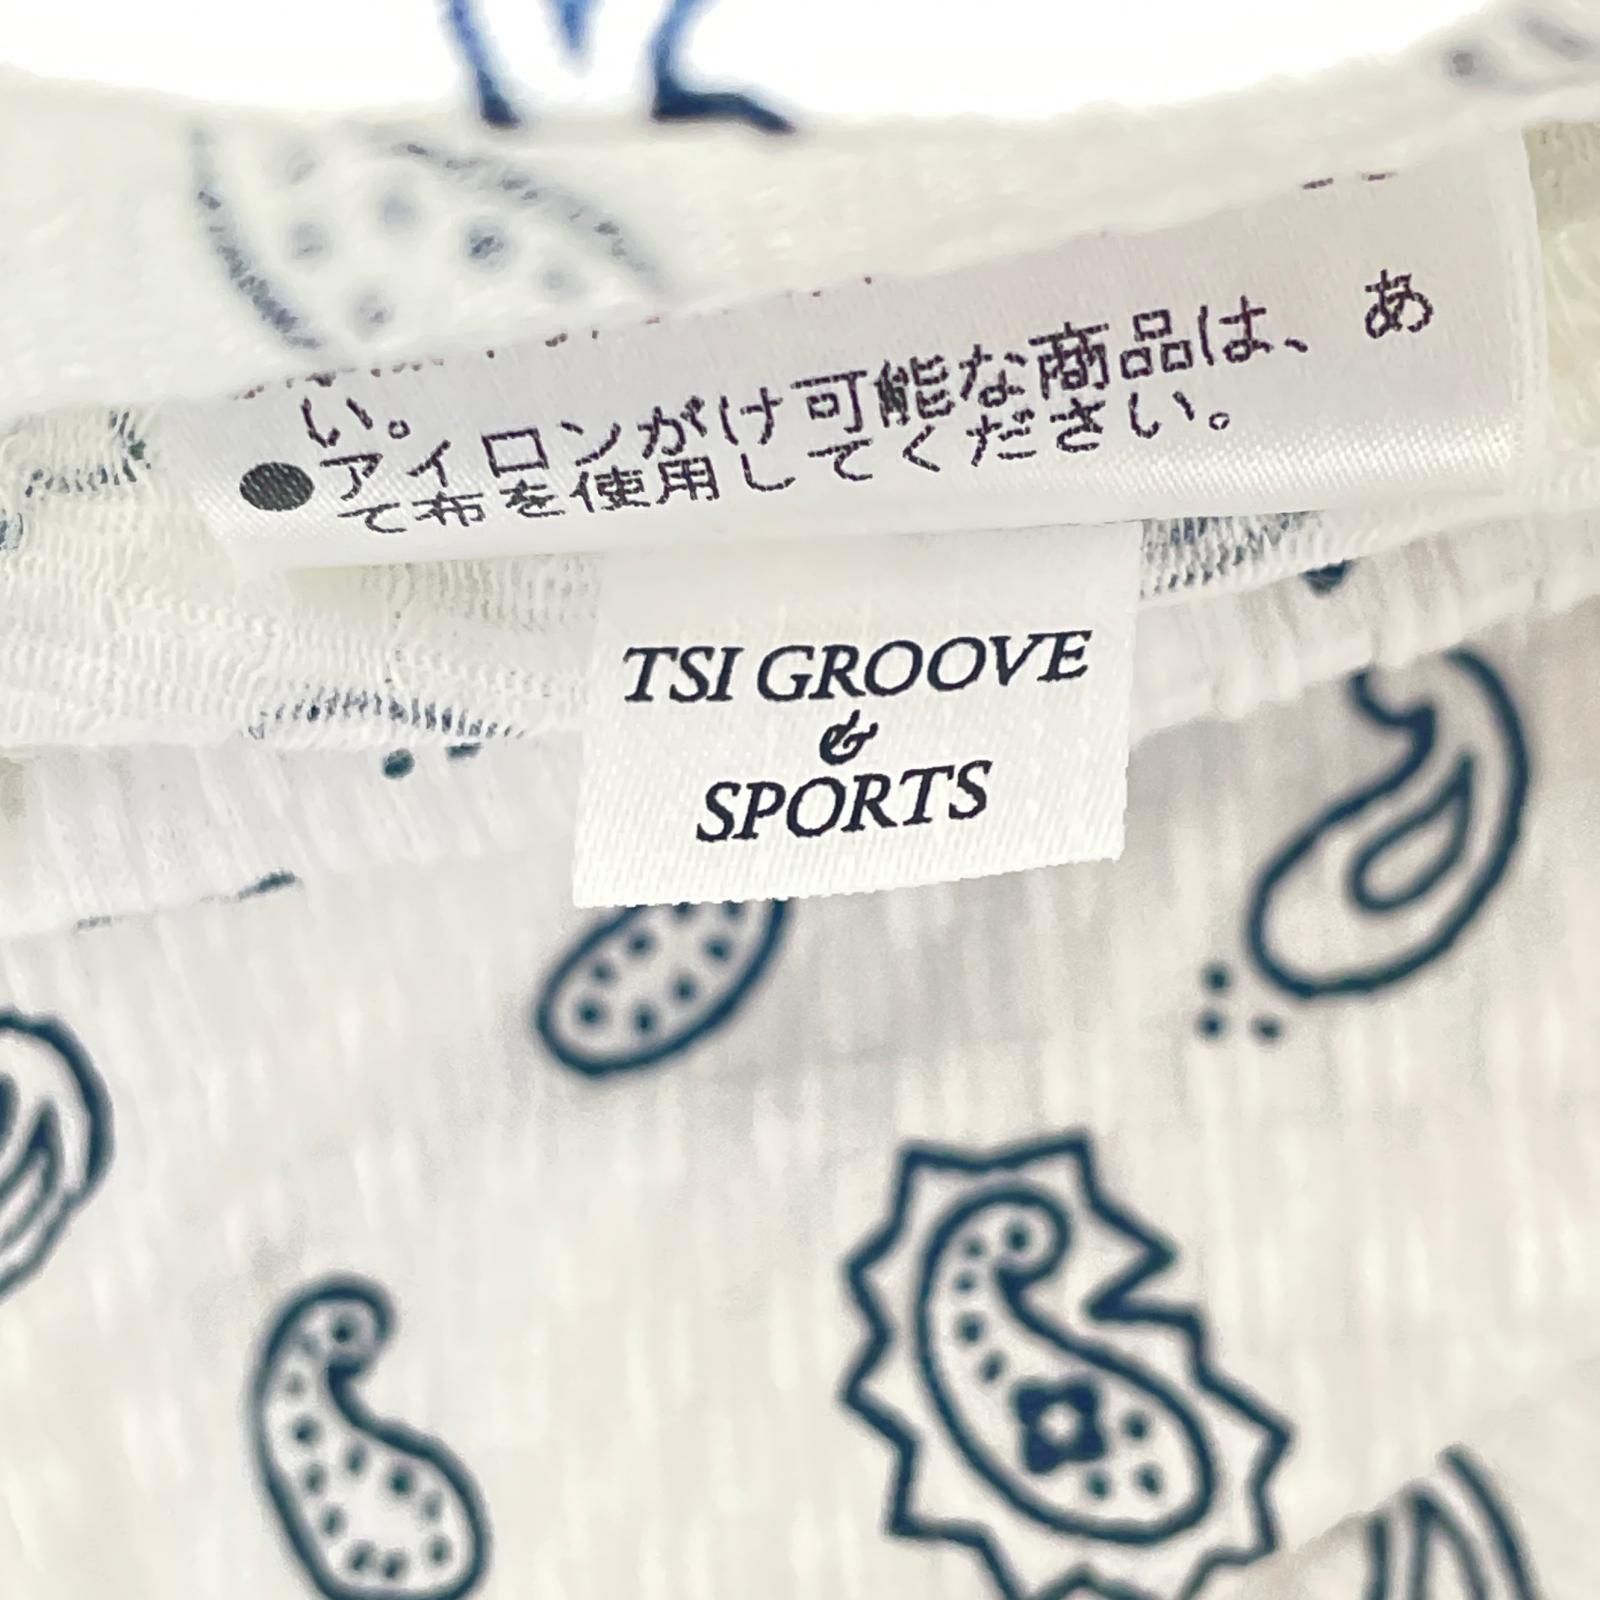 い。
●アイロンがけ可能な商品は、あ
て布を使用してください。
TSI GROOVE
&
SPORTS